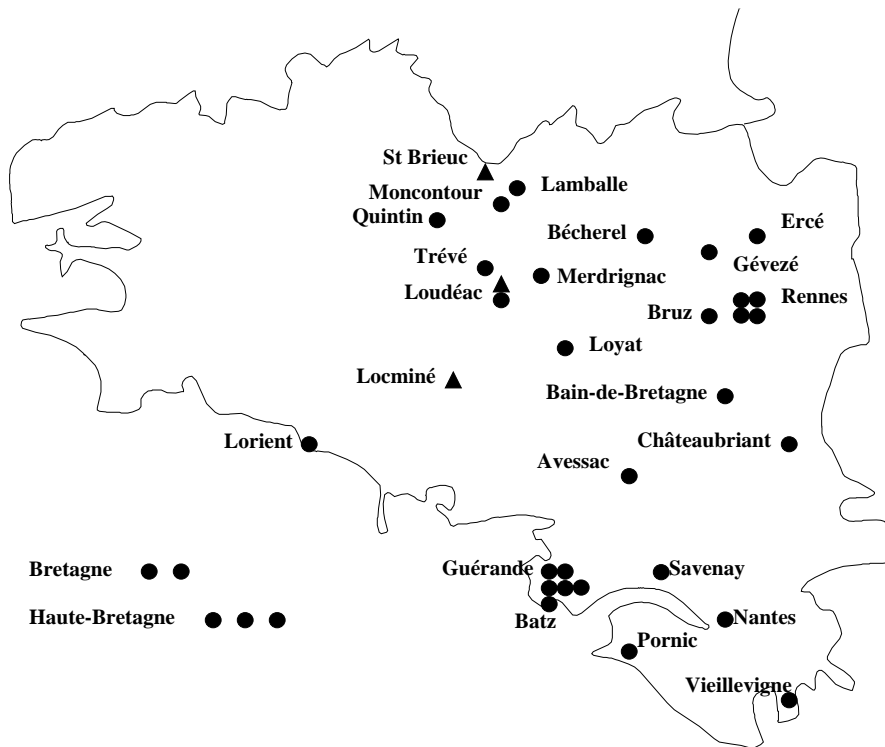 St Brieuc
Lamballe
Moncontour
Quintin
Bécherel
Ercé
Trévé
Gévezé
Merdrignac
Loudéac
Rennes
Bruz
Loyat
Locminé
Bain-de-Bretagne
Lorient
Châteaubriant
Avessac
Bretagne
Guérande
Savenay
Haute-Bretagne
Batz
Nantes
Pornic
Vieillevigne